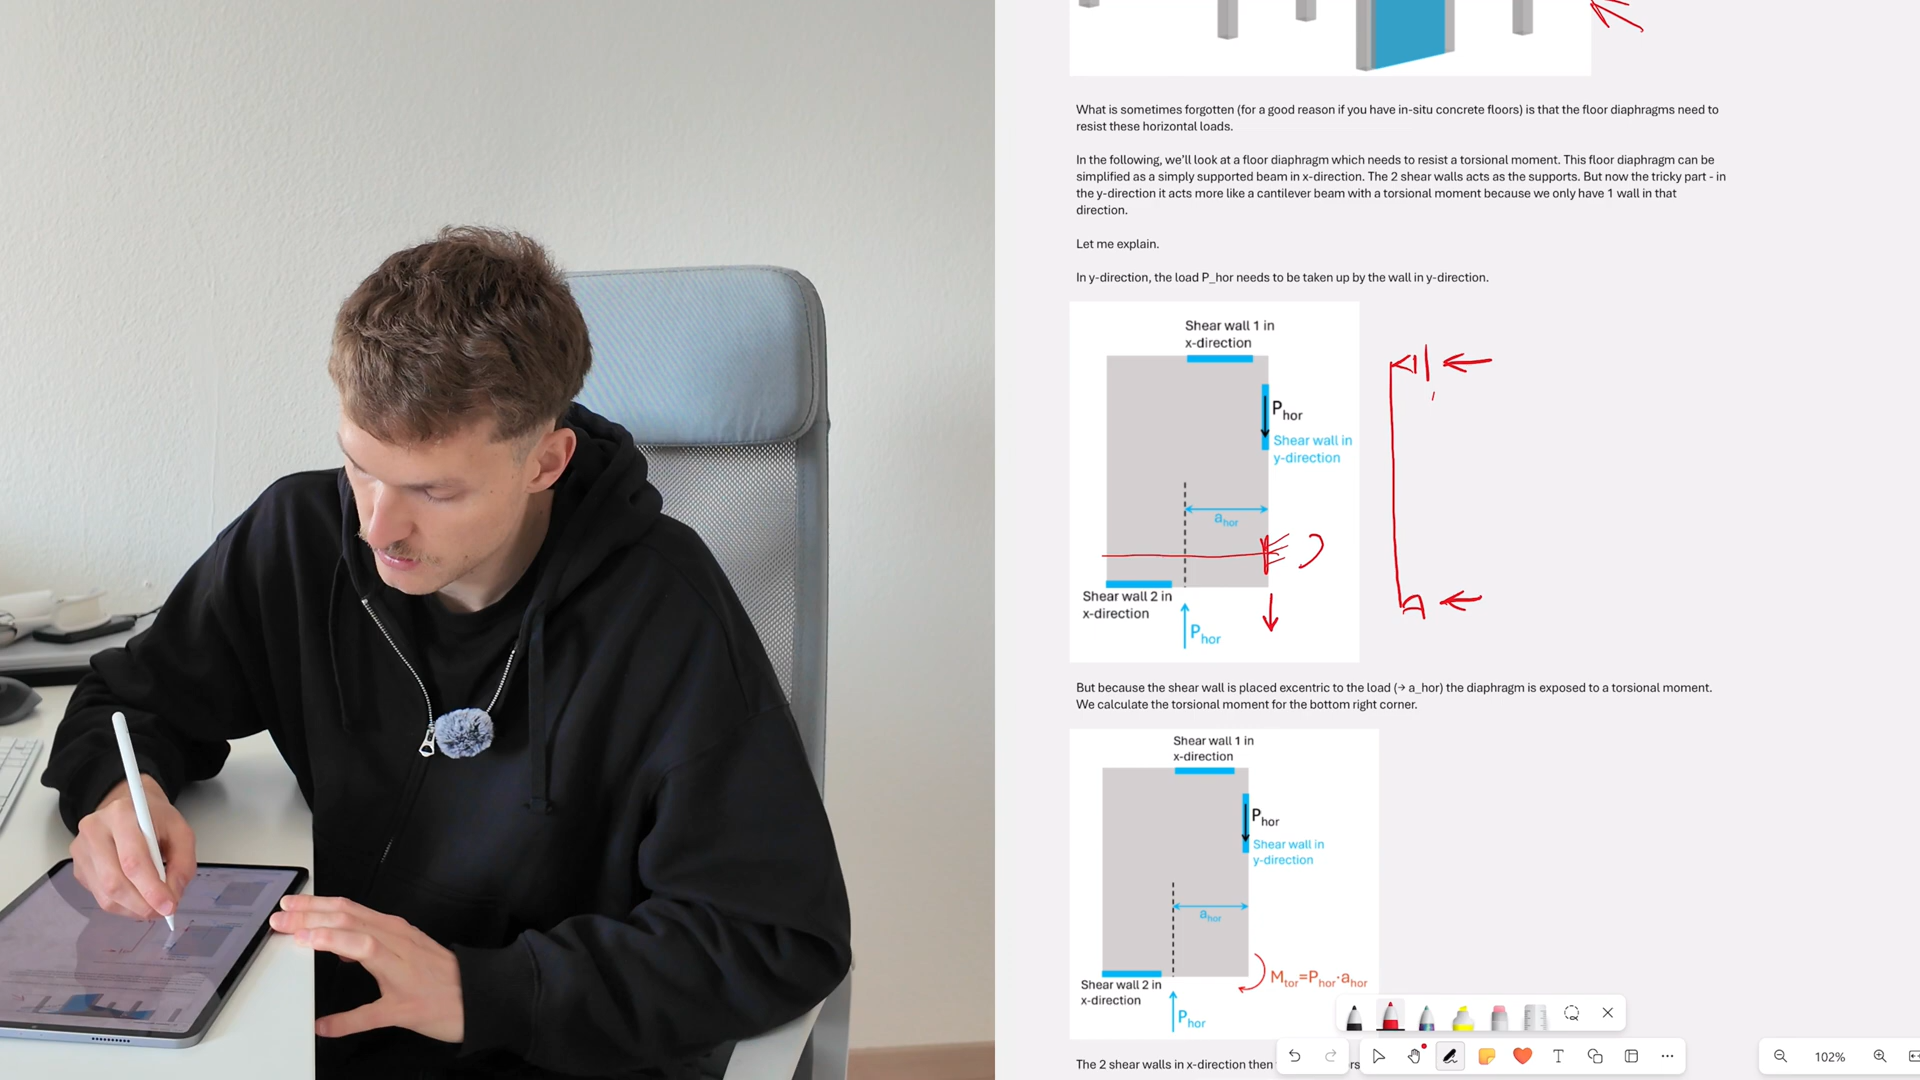 What is sometimes forgotten (for a good reason if you have in-situ concrete floors) is that the floor diaphragms need to
resist these horizontal loads.
In the following, we'll look at a floor diaphragm which needs to resist a torsional moment. This floor diaphragm can be
simplified as a simply supported beam in x-direction. The 2 shear walls acts as the supports. But now the tricky part - in
the y-direction it acts more like a cantilever beam with a torsional moment because we only have 1 wall in that
direction.
Let me explain.
In y-direction, the load P_hor needs to be taken up by the wall in y-direction.
Shear wall 1 in
x-direction
Phor
Shear wall in
y-direction
ahor
Shear wall 2 in
x-direction
Phor
But because the shear wall is placed excentric to the load (→ a_hor) the diaphragm is exposed to a torsional moment.
We calculate the torsional moment for the bottom right corner.
Shear wall 1 in
x-direction
Phor
Shear wall in
y-direction
ahor
Mtor=Phor·ahor
Shear wall 2 in
x-direction
Phor
The 2 shear walls in x-direction then
102%